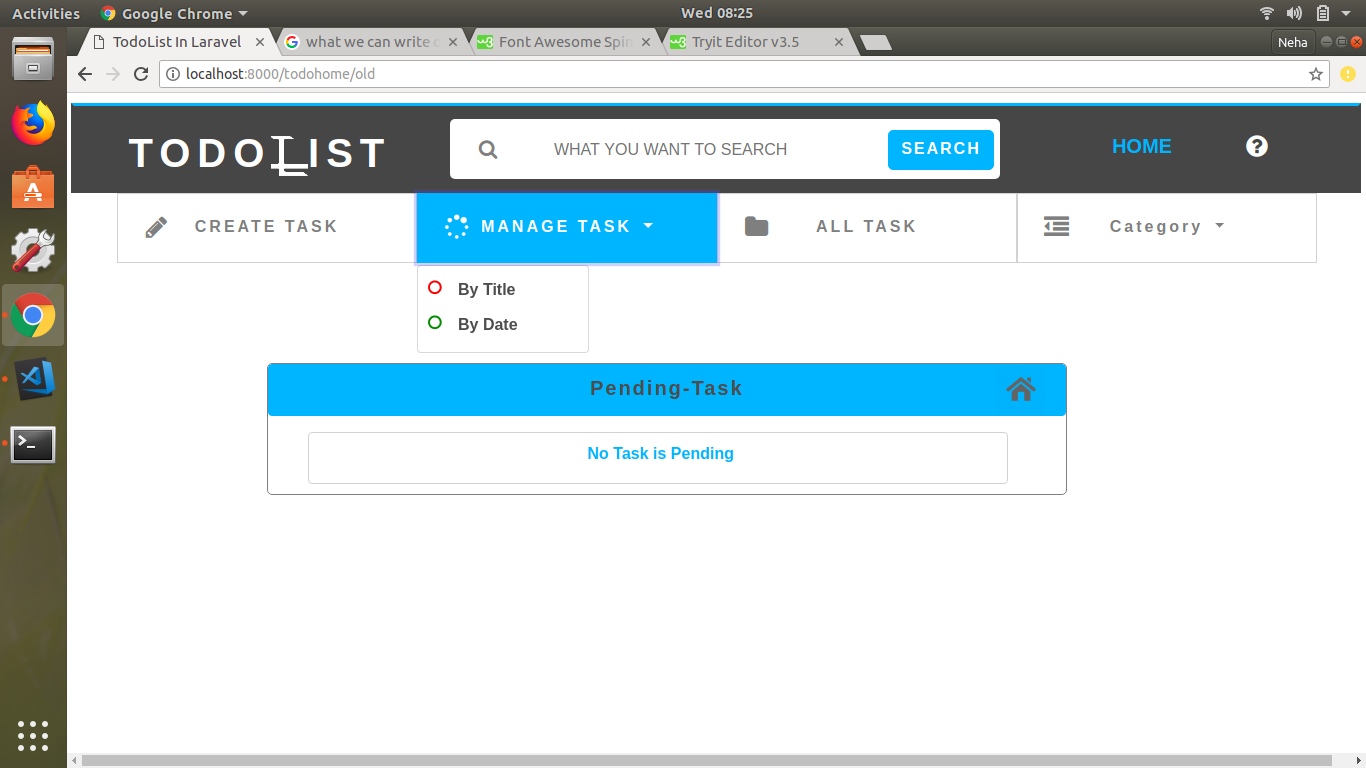 Activities Google Chrome Wed 08:25
TodoList In Laravel what we can write Font Awesome Spin Tryit Editor v3.5 Neha
localhost:8000/todohome/old
TODOLIST WHAT YOU WANT TO SEARCH SEARCH HOME
CREATE TASK MANAGE TASK ALL TASK Category
By Title
By Date
Pending-Task
No Task is Pending